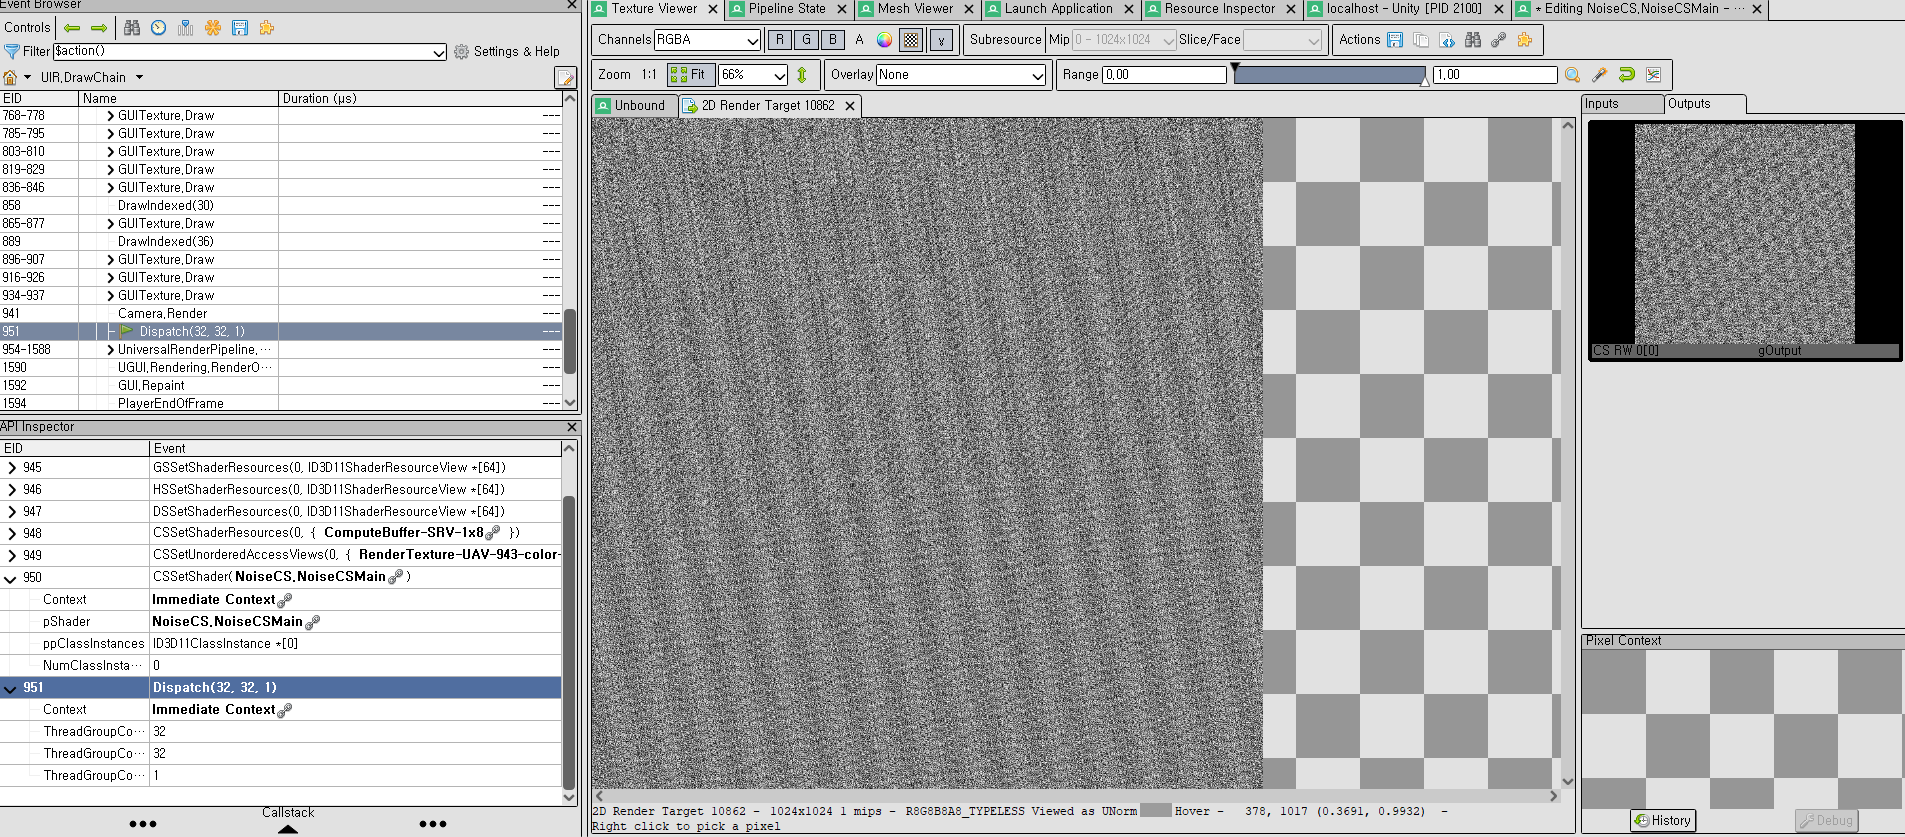 Event Browser
Controls
Filter $action() Settings & Help
UIR.DrawChain
EID Name Duration (µs)
768-778 GUITexture.Draw ---
785-795 GUITexture.Draw ---
803-810 GUITexture.Draw ---
819-829 GUITexture.Draw ---
836-846 GUITexture.Draw ---
858 DrawIndexed(30) ---
865-877 GUITexture.Draw ---
889 DrawIndexed(36) ---
896-907 GUITexture.Draw ---
916-926 GUITexture.Draw ---
934-937 GUITexture.Draw ---
941 Camera.Render ---
951 Dispatch(32, 32, 1) ---
954-1588 UniversalRenderPipeline.··· ---
1590 UGUI.Rendering.RenderO··· ---
1592 GUI.Repaint ---
1594 PlayerEndOfFrame ---
API Inspector
EID Event
945 GSSetShaderResources(0, ID3D11ShaderResourceView *[64])
946 HSSetShaderResources(0, ID3D11ShaderResourceView *[64])
947 DSSetShaderResources(0, ID3D11ShaderResourceView *[64])
948 CSSetShaderResources(0, { ComputeBuffer-SRV-1x8 })
949 CSSetUnorderedAccessViews(0, { RenderTexture-UAV-943-color-
950 CSSetShader( NoiseCS.NoiseCSMain )
Context Immediate Context
pShader NoiseCS.NoiseCSMain
ppClassInstances ID3D11ClassInstance *[0]
NumClassInsta··· 0
951 Dispatch(32, 32, 1)
Context Immediate Context
ThreadGroupCo··· 32
ThreadGroupCo··· 32
ThreadGroupCo··· 1
Callstack
Texture Viewer Pipeline State Mesh Viewer Launch Application Resource Inspector localhost - Unity [PID 2100] * Editing NoiseCS.NoiseCSMain - ···
Channels RGBA R G B A γ Subresource Mip 0 - 1024x1024 Slice/Face Actions
Zoom 1:1 Fit 66% Overlay None Range 0.00 1.00
Unbound 2D Render Target 10862
Inputs Outputs
CS RW 0[0] gOutput
Pixel Context
History Debug
2D Render Target 10862 - 1024x1024 1 mips - R8G8B8A8_TYPELESS Viewed as UNorm Hover - 378, 1017 (0.3691, 0.9932) -
Right click to pick a pixel